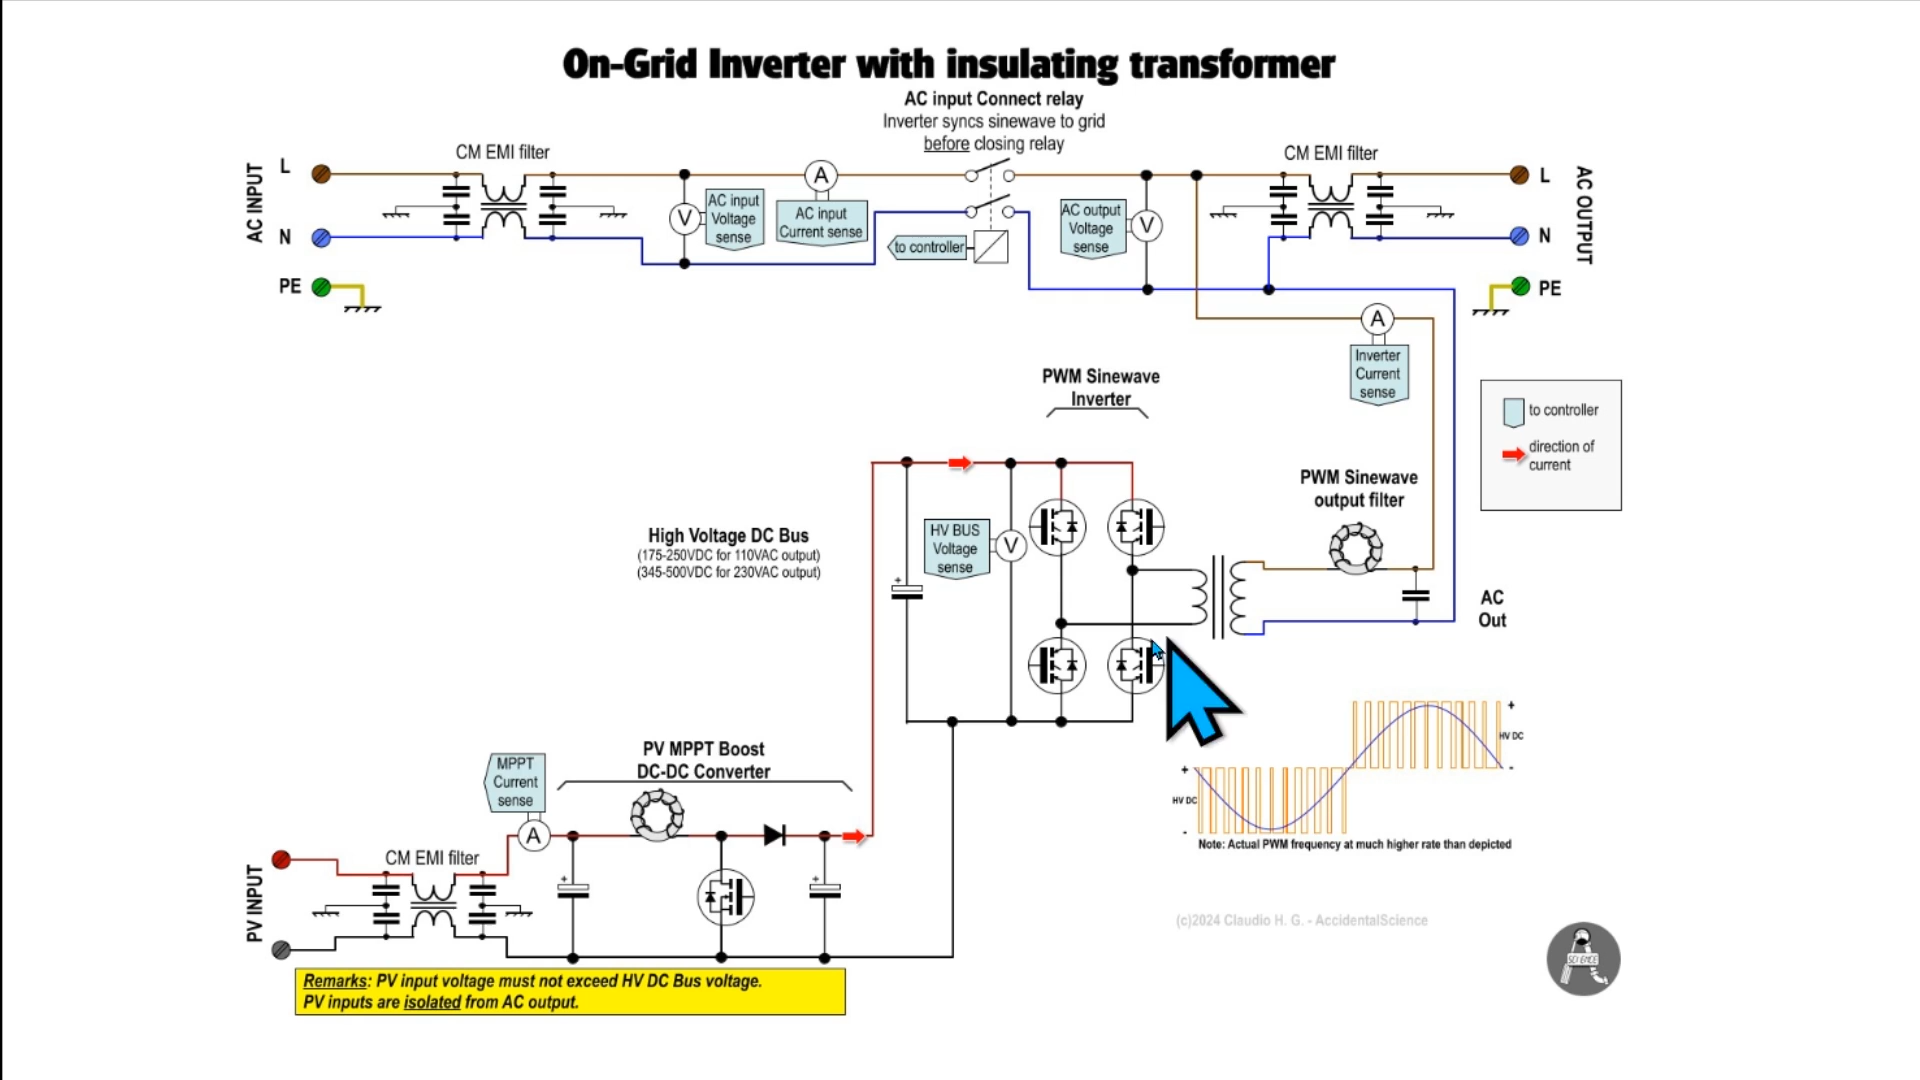 On-Grid Inverter with insulating transformer
AC input Connect relay
Inverter syncs sinewave to grid
before closing relay
CM EMI filter
CM EMI filter
AC INPUT
L
N
PE
V
AC input
Voltage
sense
A
AC input
Current sense
to controller
AC output
Voltage
sense
V
L
N
PE
AC OUTPUT
A
Inverter
Current
sense
to controller
direction of
current
PWM Sinewave
Inverter
PWM Sinewave
output filter
High Voltage DC Bus
(175-250VDC for 110VAC output)
(345-500VDC for 230VAC output)
+
HV BUS
Voltage
sense
V
AC
Out
PV MPPT Boost
DC-DC Converter
MPPT
Current
sense
A
CM EMI filter
PV INPUT
+
+
+
HV DC
-
+
HV DC
-
Note: Actual PWM frequency at much higher rate than depicted
(c)2024 Claudio H. G. - AccidentalScience
SCIENCE
Remarks: PV input voltage must not exceed HV DC Bus voltage.
PV inputs are isolated from AC output.